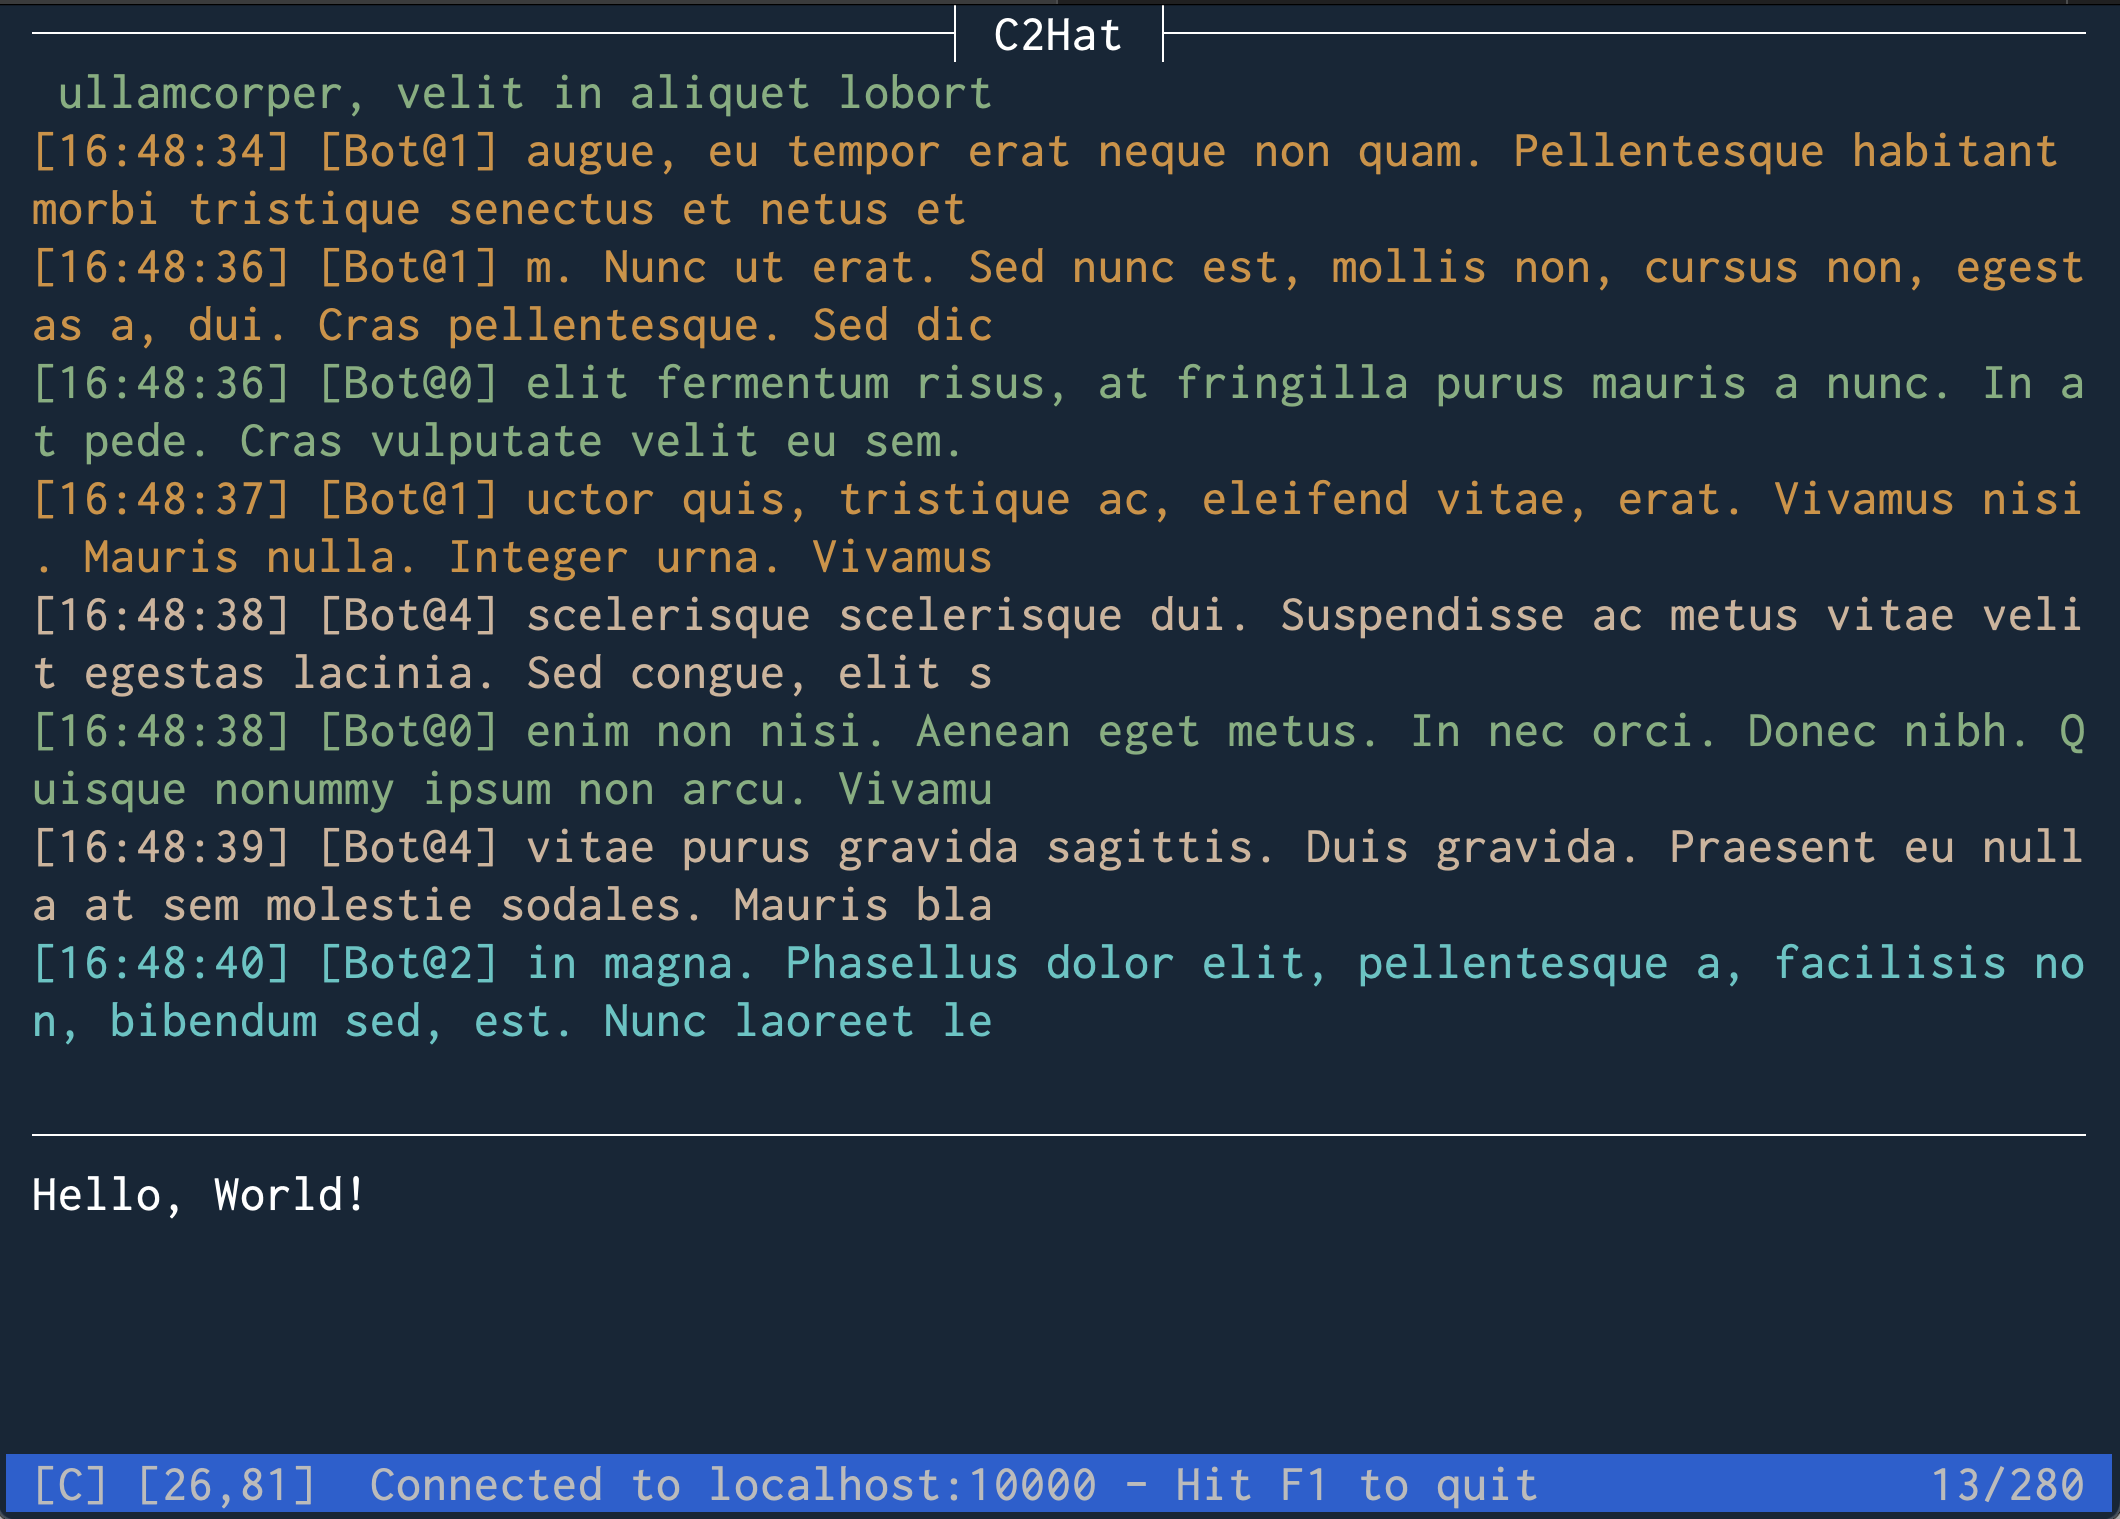 C2Hat
ullamcorper, velit in aliquet lobort
[16:48:34] [Bot@1] augue, eu tempor erat neque non quam. Pellentesque habitant
morbi tristique senectus et netus et
[16:48:36] [Bot@1] m. Nunc ut erat. Sed nunc est, mollis non, cursus non, egest
as a, dui. Cras pellentesque. Sed dic
[16:48:36] [Bot@0] elit fermentum risus, at fringilla purus mauris a nunc. In a
t pede. Cras vulputate velit eu sem.
[16:48:37] [Bot@1] uctor quis, tristique ac, eleifend vitae, erat. Vivamus nisi
. Mauris nulla. Integer urna. Vivamus
[16:48:38] [Bot@4] scelerisque scelerisque dui. Suspendisse ac metus vitae veli
t egestas lacinia. Sed congue, elit s
[16:48:38] [Bot@0] enim non nisi. Aenean eget metus. In nec orci. Donec nibh. Q
uisque nonummy ipsum non arcu. Vivamu
[16:48:39] [Bot@4] vitae purus gravida sagittis. Duis gravida. Praesent eu null
a at sem molestie sodales. Mauris bla
[16:48:40] [Bot@2] in magna. Phasellus dolor elit, pellentesque a, facilisis no
n, bibendum sed, est. Nunc laoreet le
Hello, World!
[C] [26,81]  Connected to localhost:10000 - Hit F1 to quit 13/280